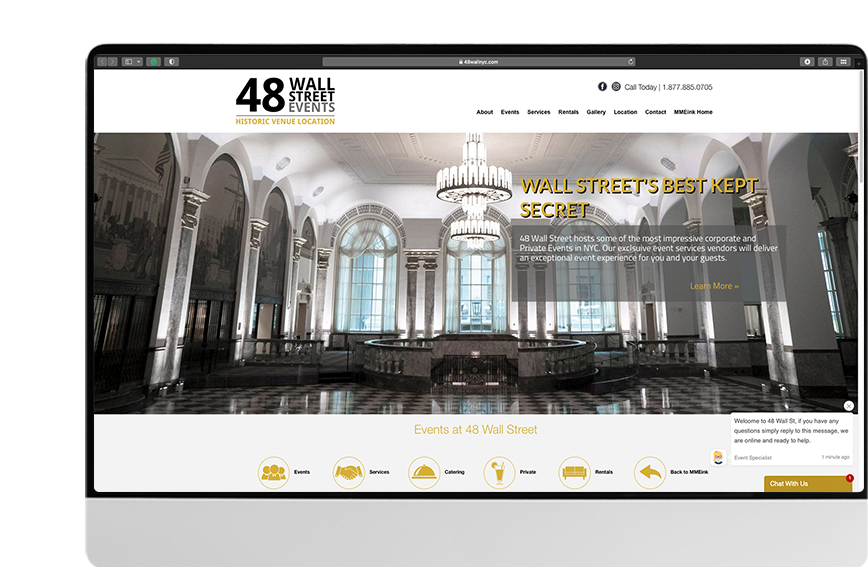 48wallnyc.com
48 WALL
STREET
EVENTS
HISTORIC VENUE LOCATION
Call Today | 1.877.885.0705
About Events Services Rentals Gallery Location Contact MMEink Home
WALL STREET'S BEST KEPT
SECRET
48 Wall Street hosts some of the most impressive corporate and
Private Events in NYC. Our exclsuive event services vendors will deliver
an exceptional event experience for you and your guests.
Learn More »
Events at 48 Wall Street
Events Services Catering Private Rentals Back to MMEink
Welcome to 48 Wall St, if you have any
questions simply reply to this message, we
are online and ready to help.
Event Specialist 1 minute ago
Chat With Us 1